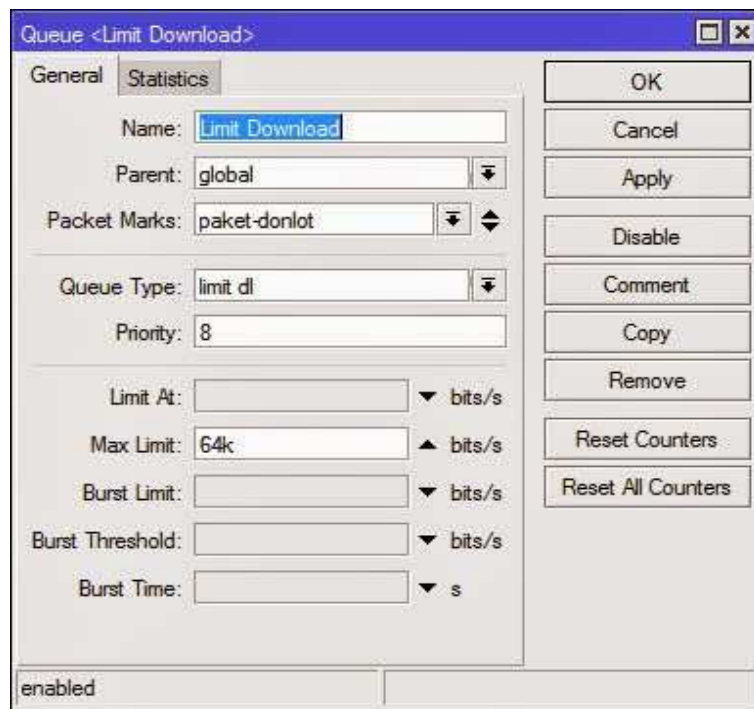 Queue <Limit Download>
General Statistics
Name: Limit Download
Parent: global
Packet Marks: paket-donlot
Queue Type: limit dl
Priority: 8
Limit At: bits/s
Max Limit: 64k bits/s
Burst Limit: bits/s
Burst Threshold: bits/s
Burst Time: s
OK
Cancel
Apply
Disable
Comment
Copy
Remove
Reset Counters
Reset All Counters
enabled